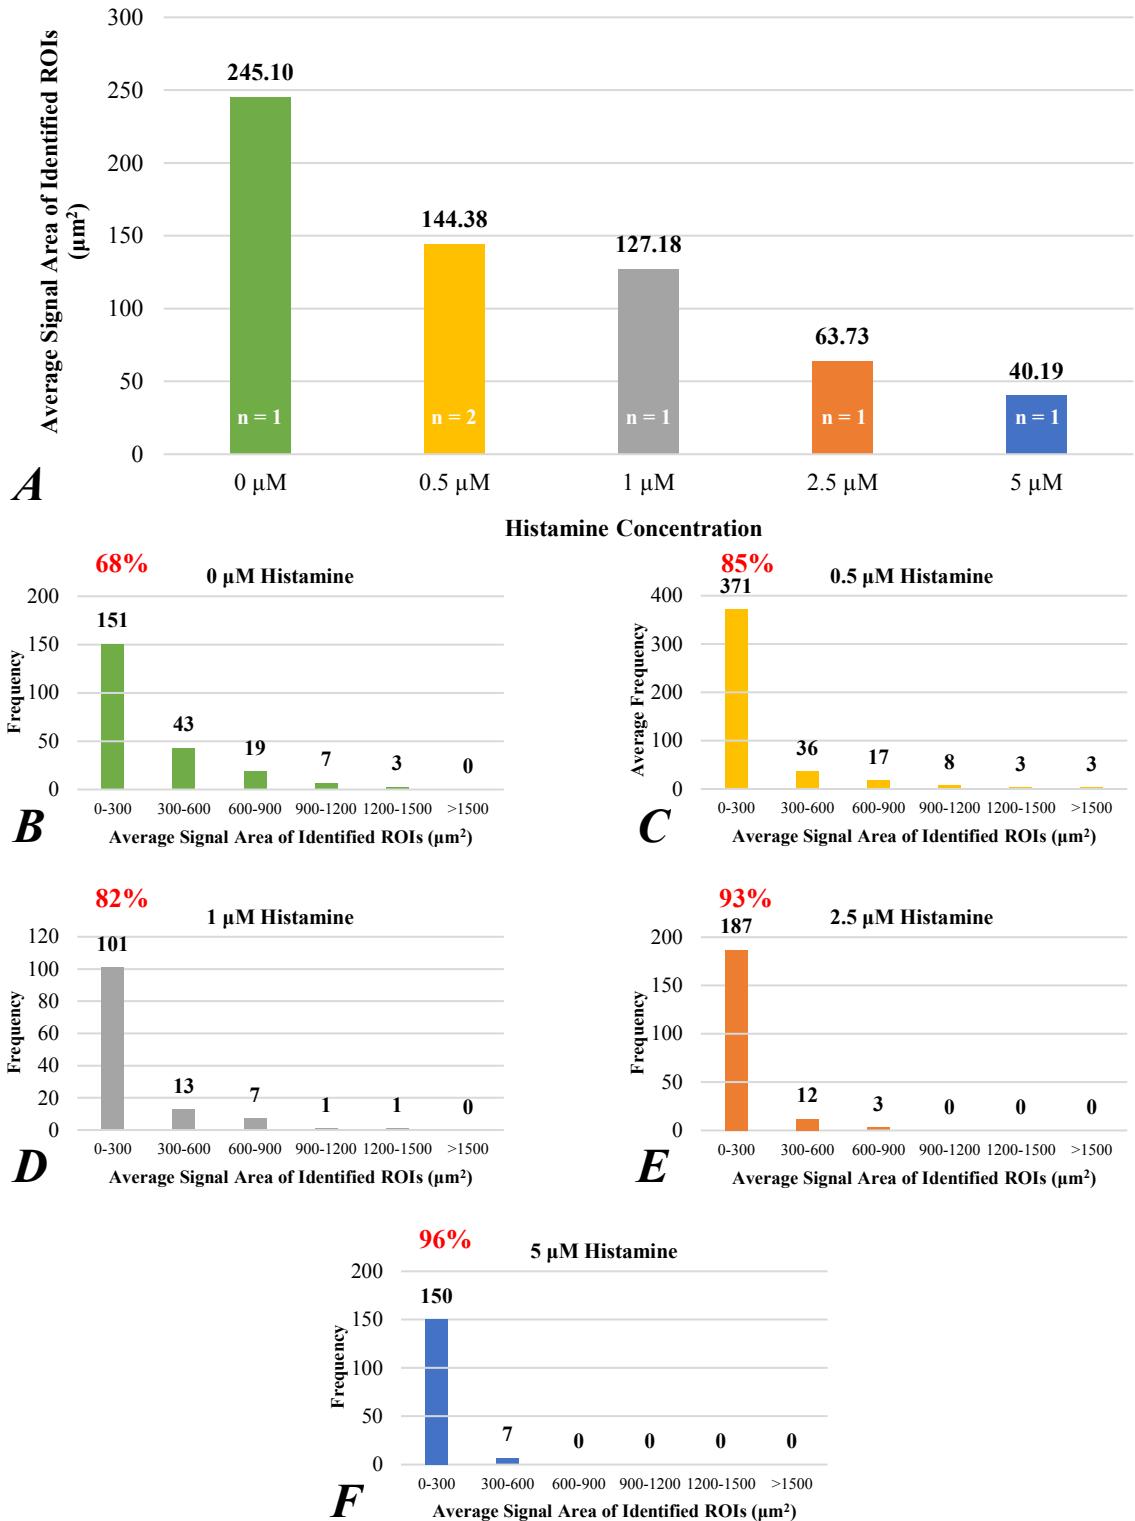 Average Signal Area of Identified ROIs
(µm²)
300
250
200
150
100
50
0
245.10
144.38
127.18
63.73
40.19
n = 1
n = 2
n = 1
n = 1
n = 1
0 µM
0.5 µM
1 µM
2.5 µM
5 µM
Histamine Concentration
A
68%
0 µM Histamine
Frequency
200
150
100
50
0
151
43
19
7
3
0
0-300 300-600 600-900 900-1200 1200-1500 >1500
Average Signal Area of Identified ROIs (µm²)
B
85%
0.5 µM Histamine
Average Frequency
400
300
200
100
0
371
36
17
8
3
3
0-300 300-600 600-900 900-1200 1200-1500 >1500
Average Signal Area of Identified ROIs (µm²)
C
82%
1 µM Histamine
Frequency
120
100
80
60
40
20
0
101
13
7
1
1
0
0-300 300-600 600-900 900-1200 1200-1500 >1500
Average Signal Area of Identified ROIs (µm²)
D
93%
2.5 µM Histamine
Frequency
200
150
100
50
0
187
12
3
0
0
0
0-300 300-600 600-900 900-1200 1200-1500 >1500
Average Signal Area of Identified ROIs (µm²)
E
96%
5 µM Histamine
Frequency
200
150
100
50
0
150
7
0
0
0
0
0-300 300-600 600-900 900-1200 1200-1500 >1500
Average Signal Area of Identified ROIs (µm²)
F